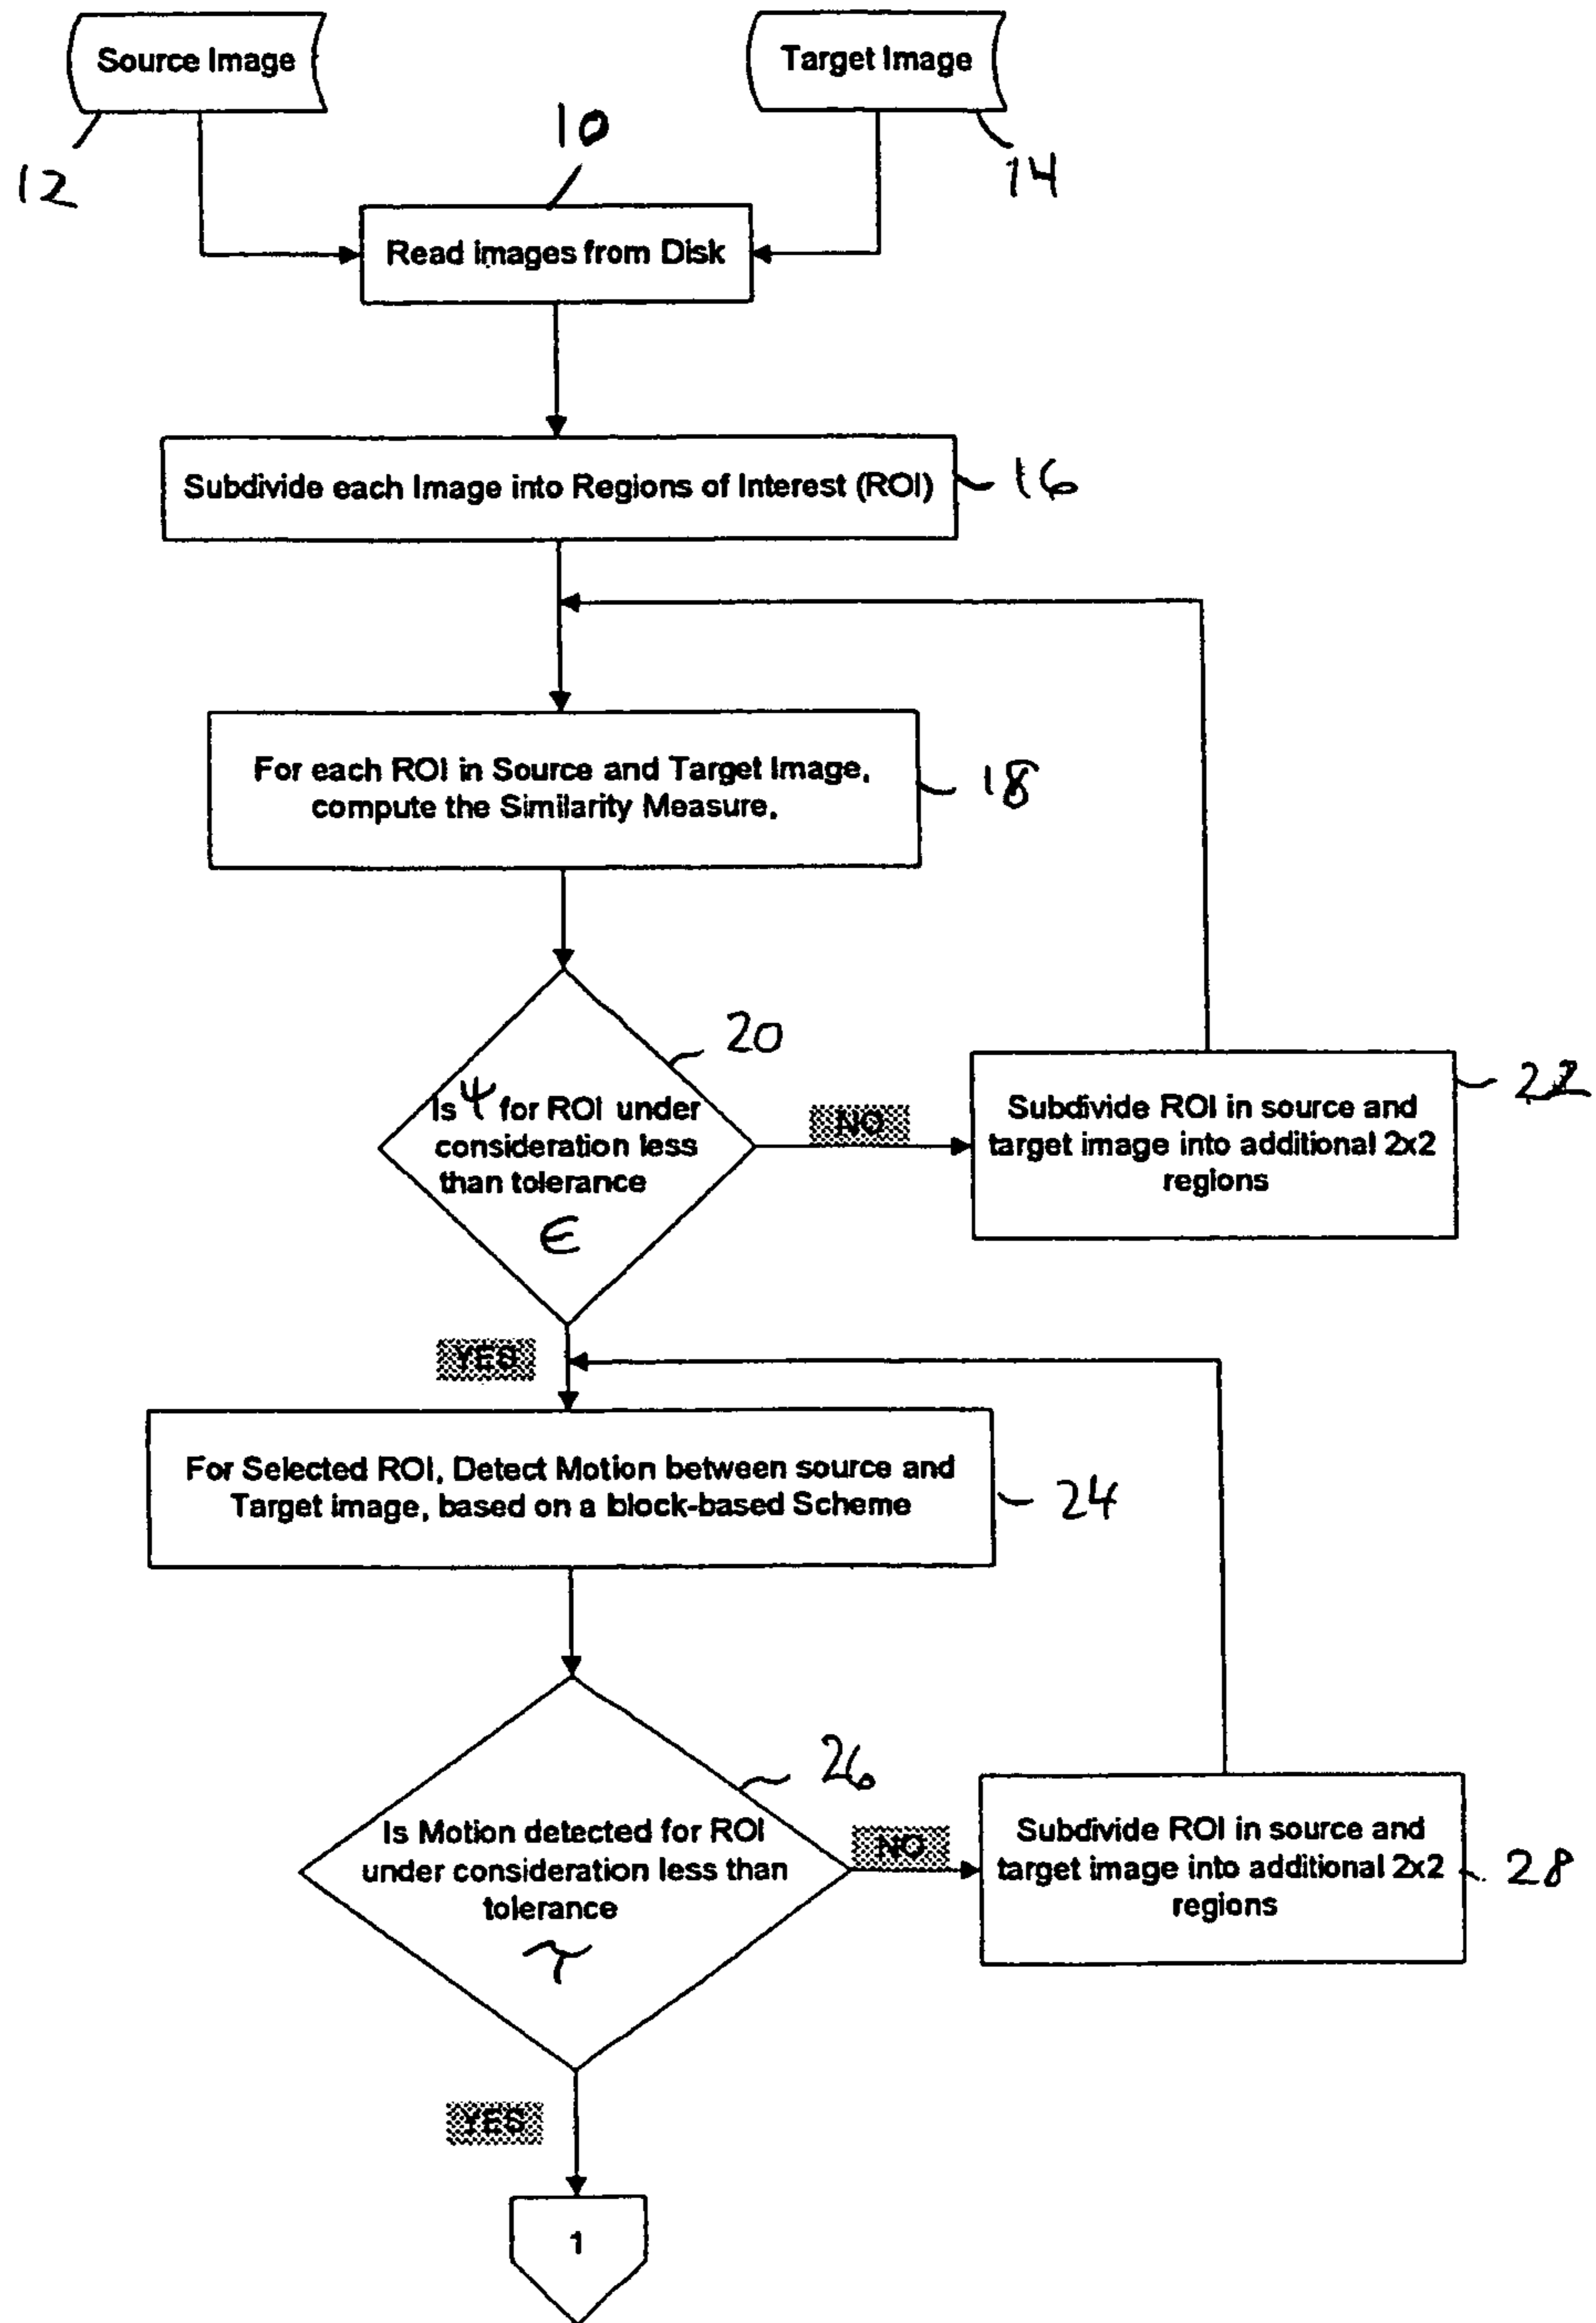 Source Image
Target Image
12
10
14
Read images from Disk
Subdivide each Image into Regions of Interest (ROI)
16
For each ROI in Source and Target Image,
compute the Similarity Measure,
18
20
Is Ψ for ROI under
consideration less
than tolerance
ϵ
NO
Subdivide ROI in source and
target image into additional 2x2
regions
22
YES
For Selected ROI, Detect Motion between source and
Target image, based on a block-based Scheme
24
26
Is Motion detected for ROI
under consideration less than
tolerance
τ
NO
Subdivide ROI in source and
target image into additional 2x2
regions
28
YES
1